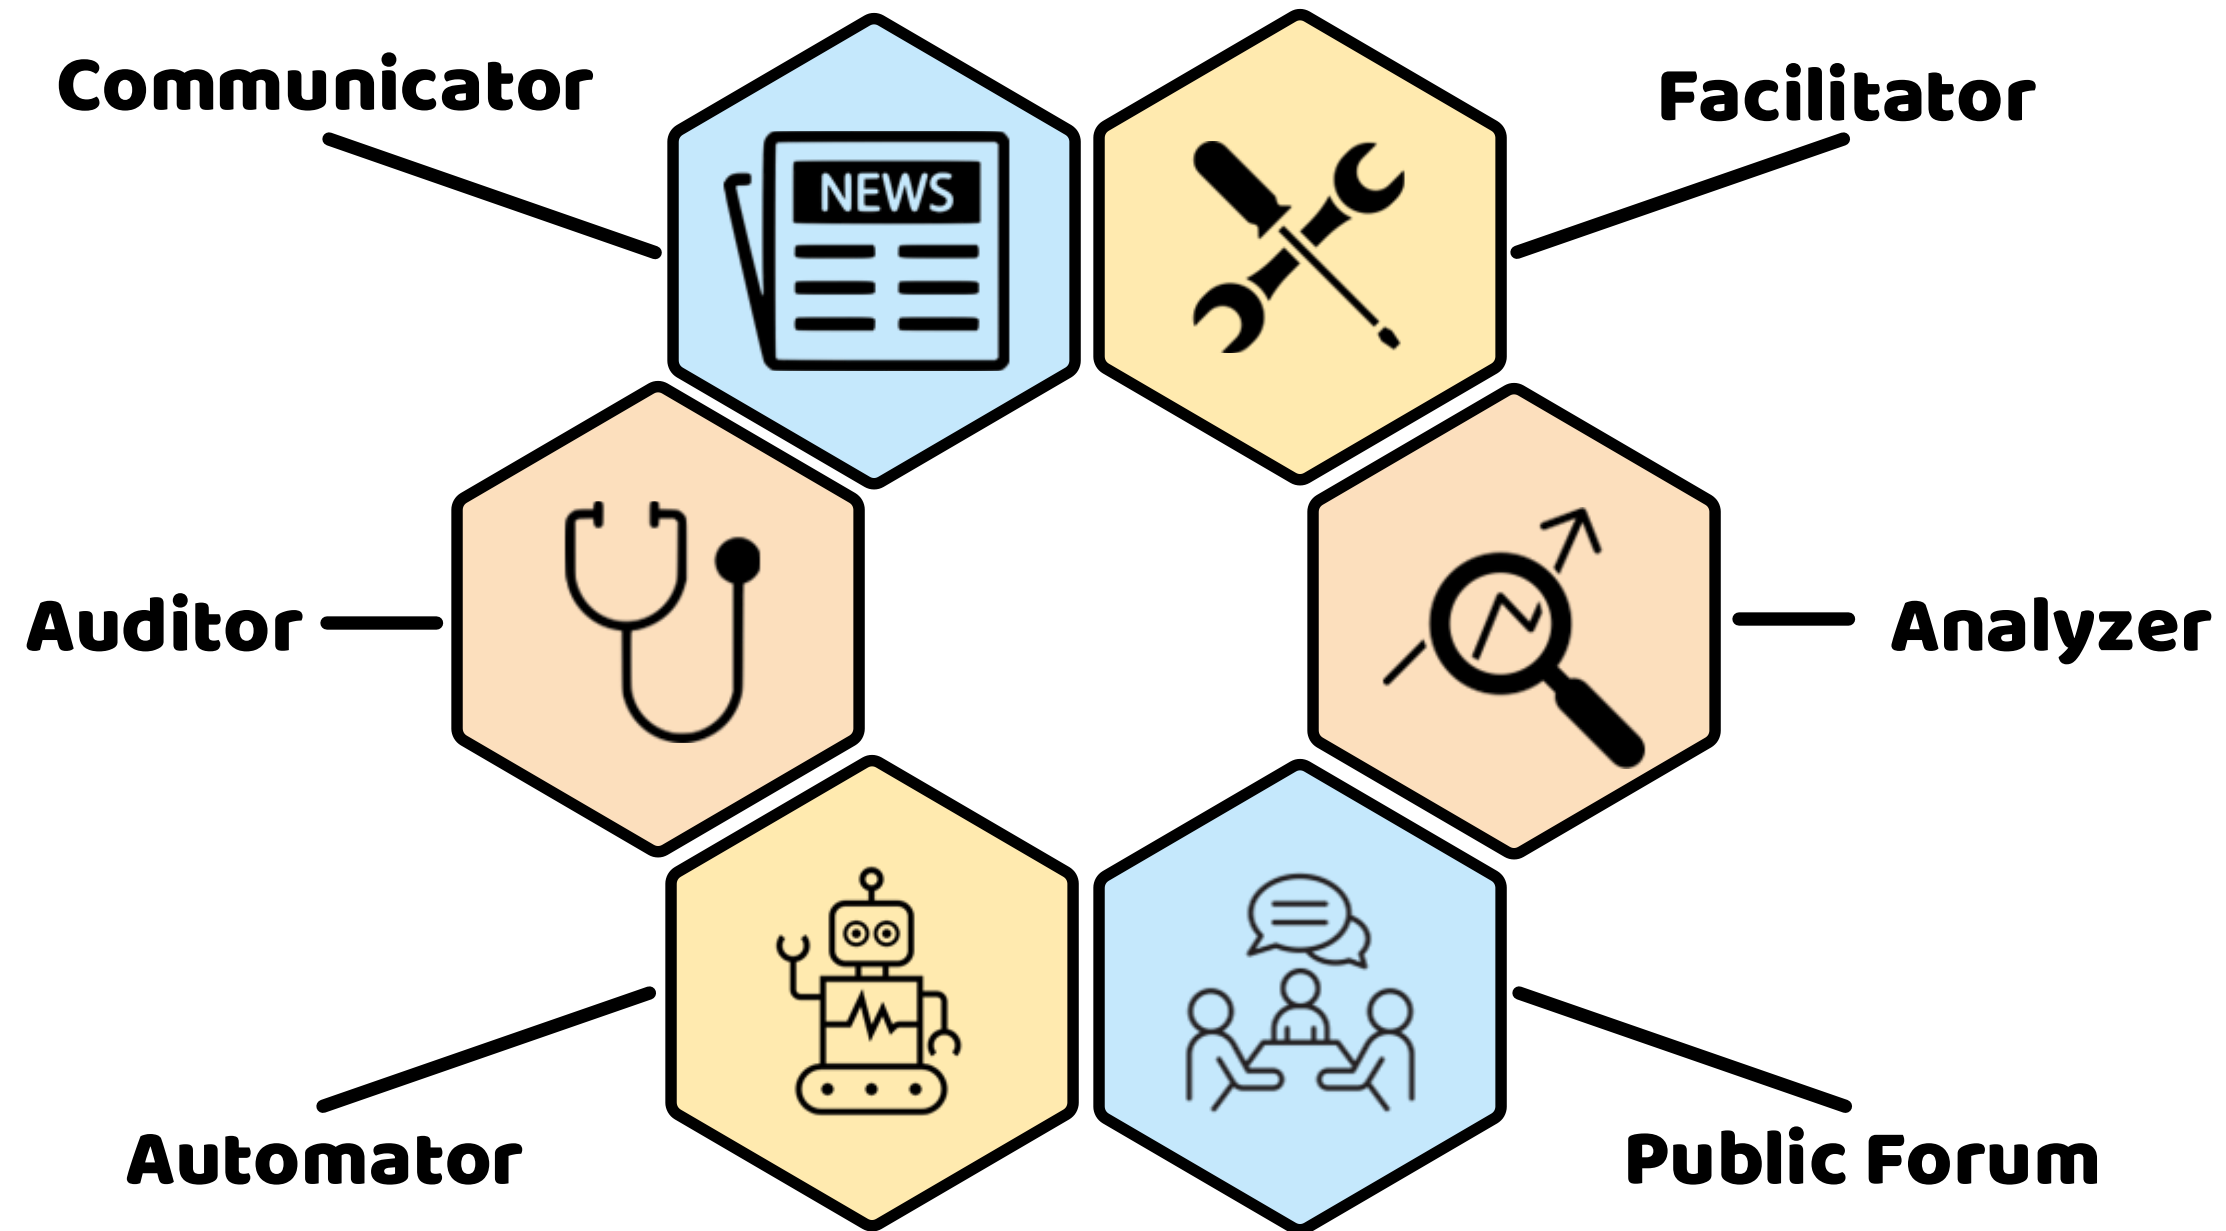 Communicator
Facilitator
NEWS
Auditor
Analyzer
Automator
Public Forum